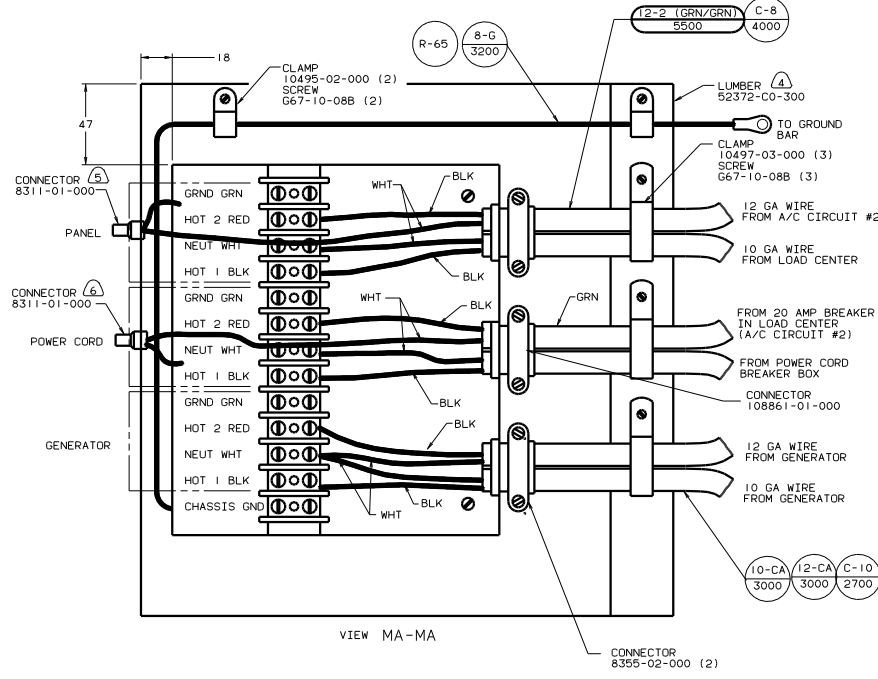 12-2 (GRN/GRN)
5500
C-8
4000
R-65
8-G
3200
18
CLAMP
10495-02-000 (2)
SCREW
G67-10-08B (2)
LUMBER 4
52372-C0-300
47
TO GROUND
BAR
CLAMP
10497-03-000 (3)
SCREW
G67-10-08B (3)
CONNECTOR 5
8311-01-000
PANEL
GRND GRN
HOT 2 RED
NEUT WHT
HOT 1 BLK
WHT
BLK
BLK
12 GA WIRE
FROM A/C CIRCUIT #2
10 GA WIRE
FROM LOAD CENTER
CONNECTOR 6
8311-01-000
POWER CORD
GRND GRN
HOT 2 RED
NEUT WHT
HOT 1 BLK
WHT
BLK
GRN
BLK
FROM 20 AMP BREAKER
IN LOAD CENTER
(A/C CIRCUIT #2)
FROM POWER CORD
BREAKER BOX
CONNECTOR
108861-01-000
GENERATOR
GRND GRN
HOT 2 RED
NEUT WHT
HOT 1 BLK
CHASSIS GND
BLK
BLK
WHT
12 GA WIRE
FROM GENERATOR
10 GA WIRE
FROM GENERATOR
10-CA
3000
12-CA
3000
C-10
2700
VIEW MA-MA
CONNECTOR
8355-02-000 (2)